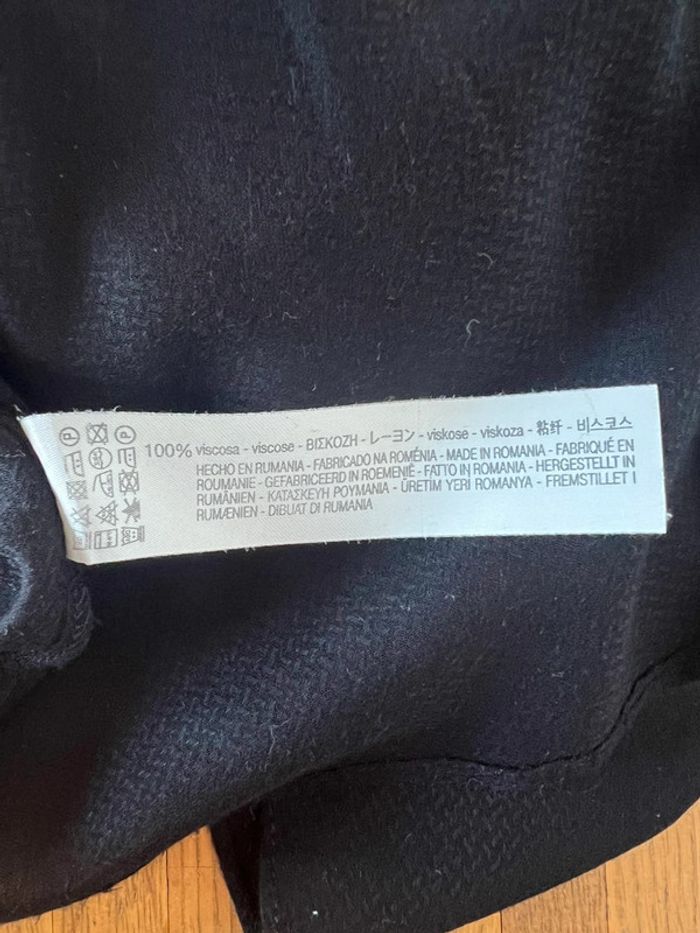 100% viscosa - viscose - ΒΙΣΚΟΖΗ - レーヨン - viskose - viskoza - 粘纤 - 비스코스
HECHO EN RUMANIA - FABRICADO NA ROMÉNIA - MADE IN ROMANIA - FABRIQUÉ EN
ROUMANIE - GEFABRICEERD IN ROEMENIË - FATTO IN ROMANIA - HERGESTELLT IN
RUMÄNIEN - ΚΑΤΑΣΚΕΥΗ ΡΟΥΜΑΝΙΑ - ÜRETIM YERI ROMANYA - FREMSTILLET I
RUMÆNIEN - DIBUAT DI RUMANIA